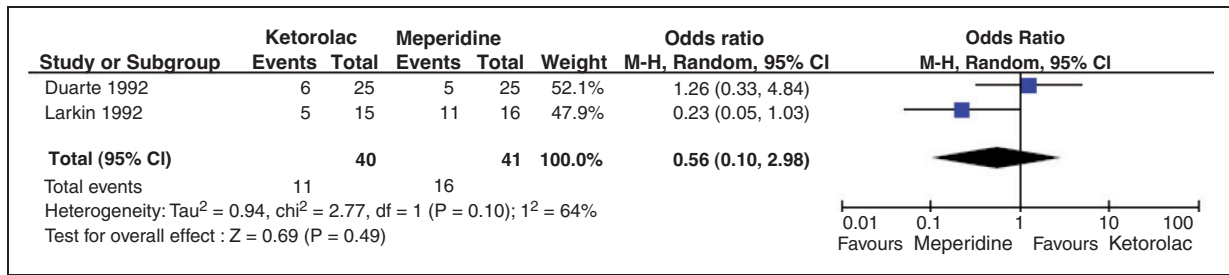 Ketorolac Meperidine Odds ratio Odds Ratio
Study or Subgroup Events Total Events Total Weight M-H, Random, 95% CI M-H, Random, 95% CI
Duarte 1992 6 25 5 25 52.1% 1.26 (0.33, 4.84)
Larkin 1992 5 15 11 16 47.9% 0.23 (0.05, 1.03)
Total (95% CI) 40 41 100.0% 0.56 (0.10, 2.98)
Total events 11 16
Heterogeneity: Tau² = 0.94, chi² = 2.77, df = 1 (P = 0.10); 1² = 64%
Test for overall effect : Z = 0.69 (P = 0.49)
0.01 0.1 1 10 100
Favours Meperidine Favours Ketorolac